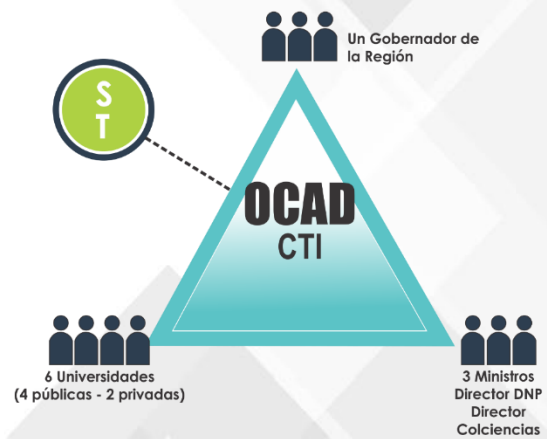 Un Gobernador de
la Región
S
T
OCAD
CTI
6 Universidades
(4 públicas - 2 privadas)
3 Ministros
Director DNP
Director
Colciencias